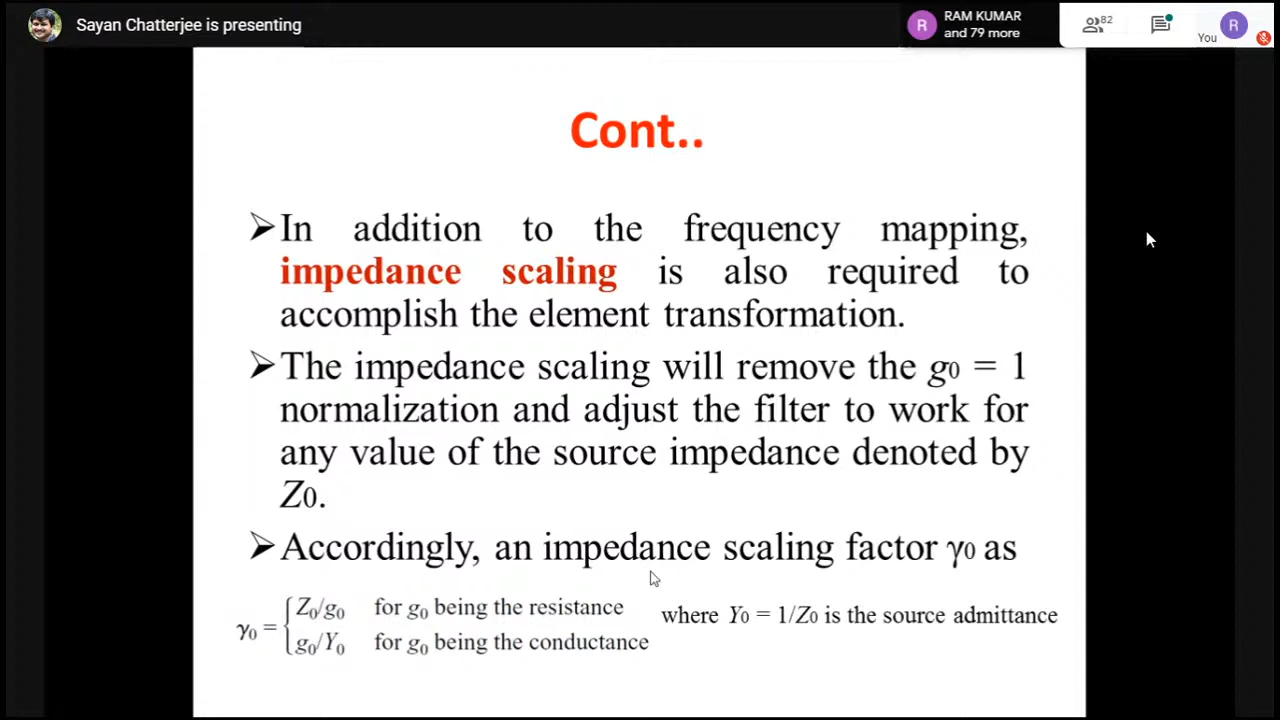 Sayan Chatterjee is presenting
R
RAM KUMAR
and 79 more
82
You
R
Cont..
➢In addition to the frequency mapping,
impedance scaling is also required to
accomplish the element transformation.
➢The impedance scaling will remove the g0 = 1
normalization and adjust the filter to work for
any value of the source impedance denoted by
Z0.
➢Accordingly, an impedance scaling factor γ0 as
γ0 = { Z0/g0 for g0 being the resistance
g0/Y0 for g0 being the conductance
where Y0 = 1/Z0 is the source admittance